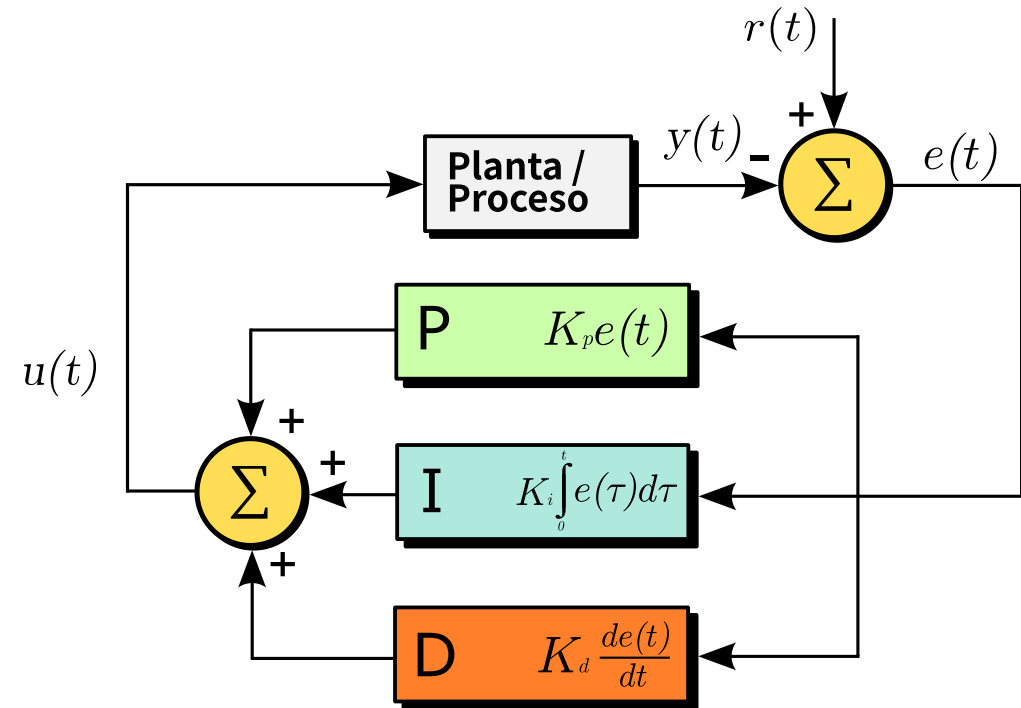 r(t)
+
y(t)
-
e(t)
Σ
Planta /
Proceso
P K_p e(t)
u(t)
+
+
Σ
I K_i ∫_0^t e(τ)dτ
+
D K_d de(t)/dt